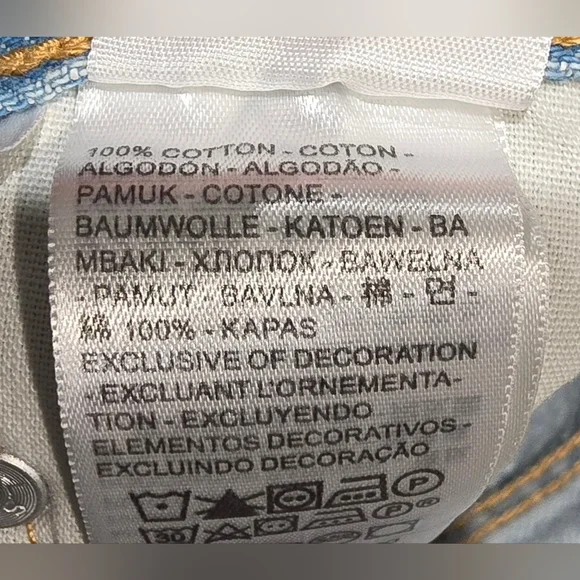 100% COTTON - COTON -
ALGODÓN - ALGODÃO -
PAMUK - COTONE -
BAUMWOLLE - KATOEN - BA
MBAKI - ХЛОПОК - BAWEŁNA
- PAMUT - BAVLNA - 棉 - 면 -
綿 100% - KAPAS
EXCLUSIVE OF DECORATION
- EXCLUANT L'ORNEMENTA-
TION - EXCLUYENDO
ELEMENTOS DECORATIVOS -
EXCLUINDO DECORAÇÃO
P
30 P